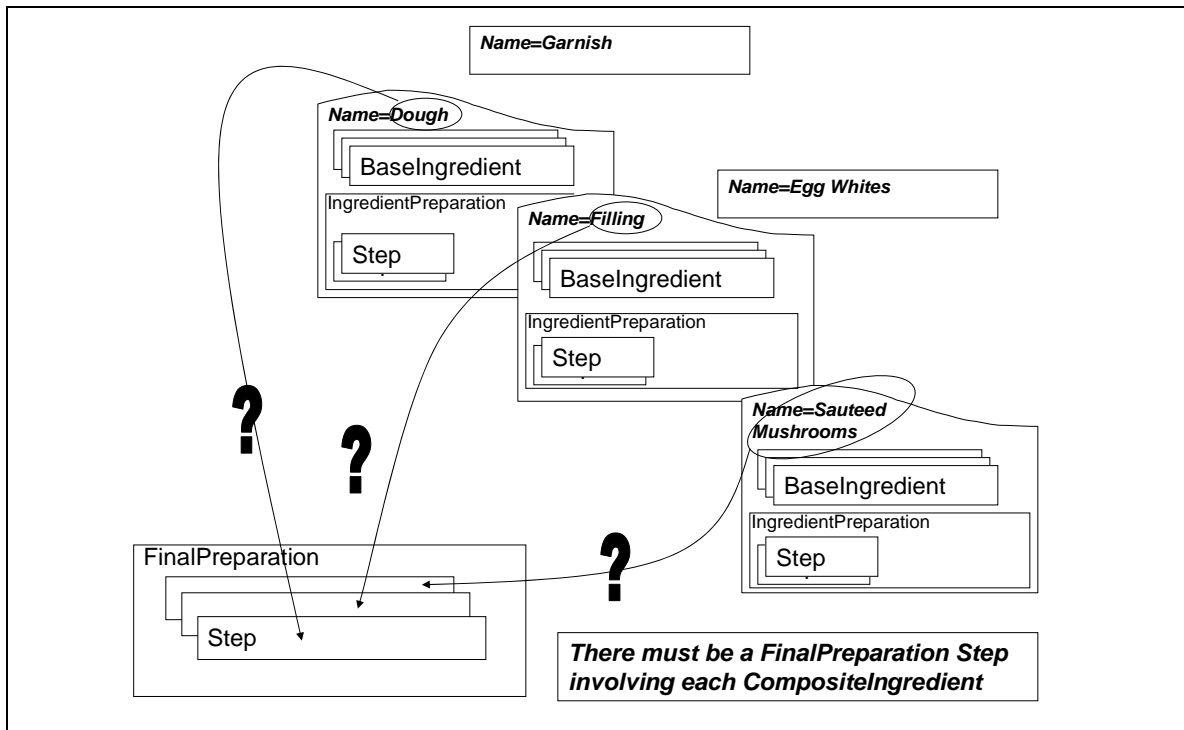 Name=Garnish
Name=Dough
BaseIngredient
IngredientPreparation
Step
Name=Egg Whites
Name=Filling
BaseIngredient
IngredientPreparation
Step
Name=Sauteed
Mushrooms
BaseIngredient
IngredientPreparation
Step
?
?
?
FinalPreparation
Step
There must be a FinalPreparation Step
involving each CompositeIngredient